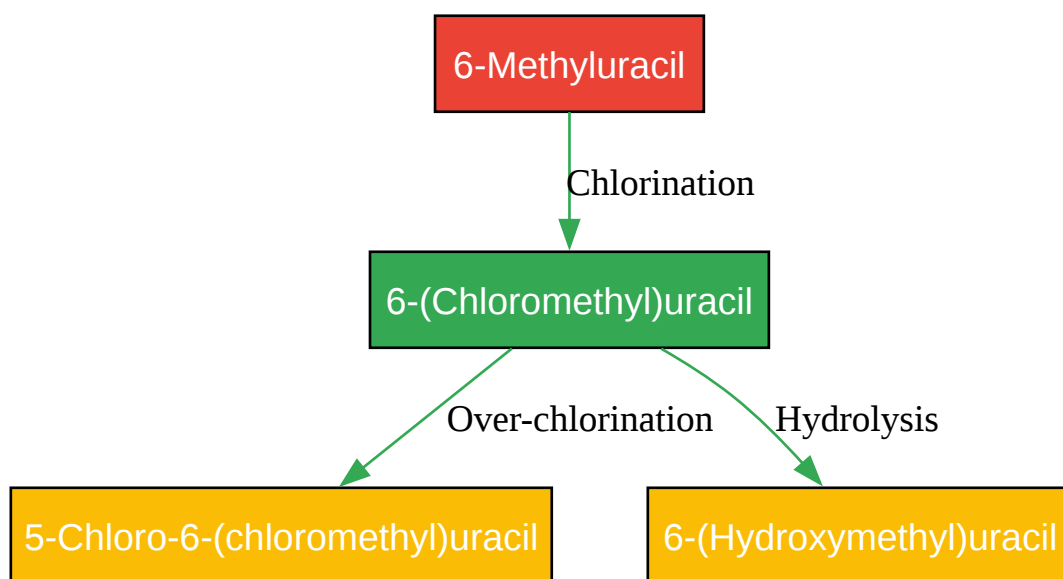 6-Methyluracil
Chlorination
6-(Chloromethyl)uracil
Over-chlorination
Hydrolysis
5-Chloro-6-(chloromethyl)uracil
6-(Hydroxymethyl)uracil